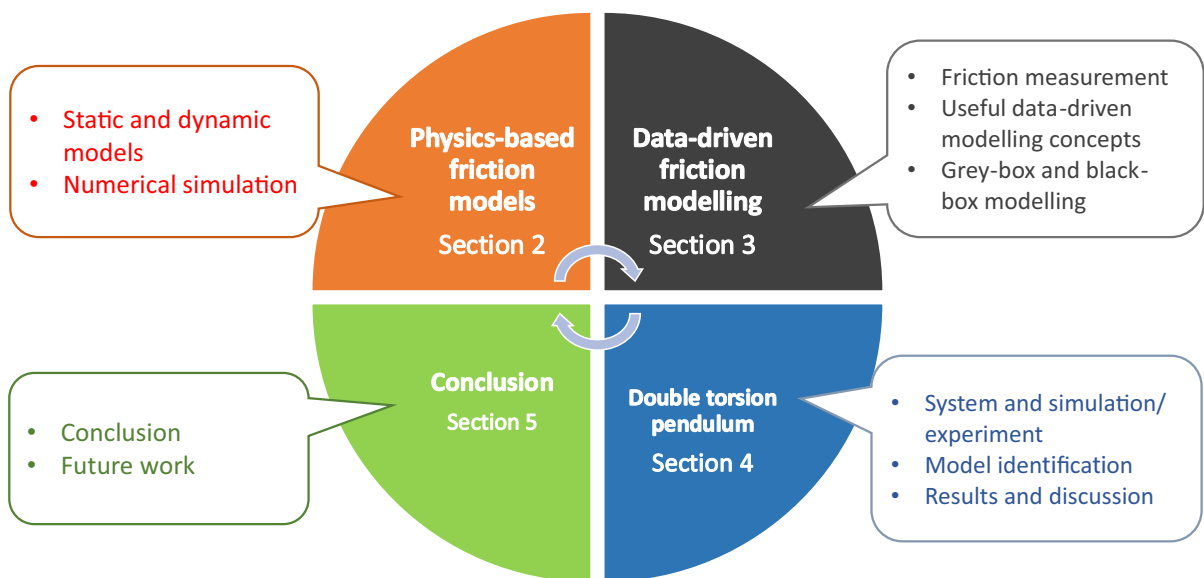 • Static and dynamic
models
• Numerical simulation
Physics-based
friction
models
Section 2
Data-driven
friction
modelling
Section 3
• Friction measurement
• Useful data-driven
modelling concepts
• Grey-box and black-
box modelling
• Conclusion
• Future work
Conclusion
Section 5
Double torsion
pendulum
Section 4
• System and simulation/
experiment
• Model identification
• Results and discussion